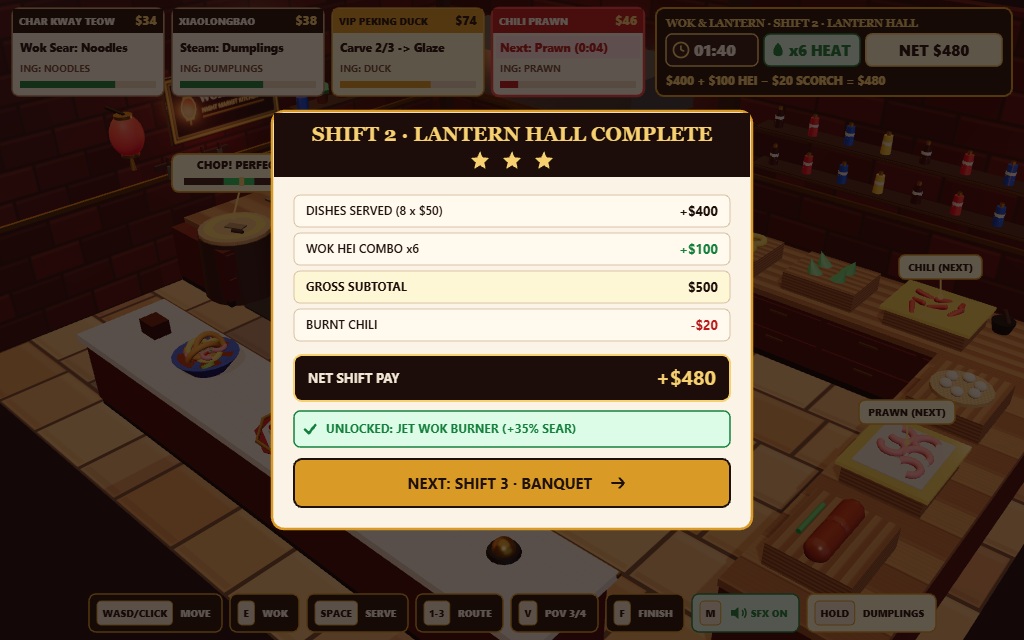 CHAR KWAY TEOW $34
Wok Sear: Noodles
ING: NOODLES
XIAOLONGBAO $38
Steam: Dumplings
ING: DUMPLINGS
VIP PEKING DUCK $74
Carve 2/3 -> Glaze
ING: DUCK
CHILI PRAWN $46
Next: Prawn (0:04)
ING: PRAWN
WOK & LANTERN · SHIFT 2 · LANTERN HALL
01:40
x6 HEAT
NET $480
$400 + $100 HEI − $20 SCORCH = $480
CHOP! PERFE
SHIFT 2 · LANTERN HALL COMPLETE
DISHES SERVED (8 x $50) +$400
WOK HEI COMBO x6 +$100
GROSS SUBTOTAL $500
BURNT CHILI -$20
NET SHIFT PAY +$480
UNLOCKED: JET WOK BURNER (+35% SEAR)
NEXT: SHIFT 3 · BANQUET →
CHILI (NEXT)
PRAWN (NEXT)
WASD/CLICK MOVE
E WOK
SPACE SERVE
1-3 ROUTE
V POV 3/4
F FINISH
M SFX ON
HOLD DUMPLINGS